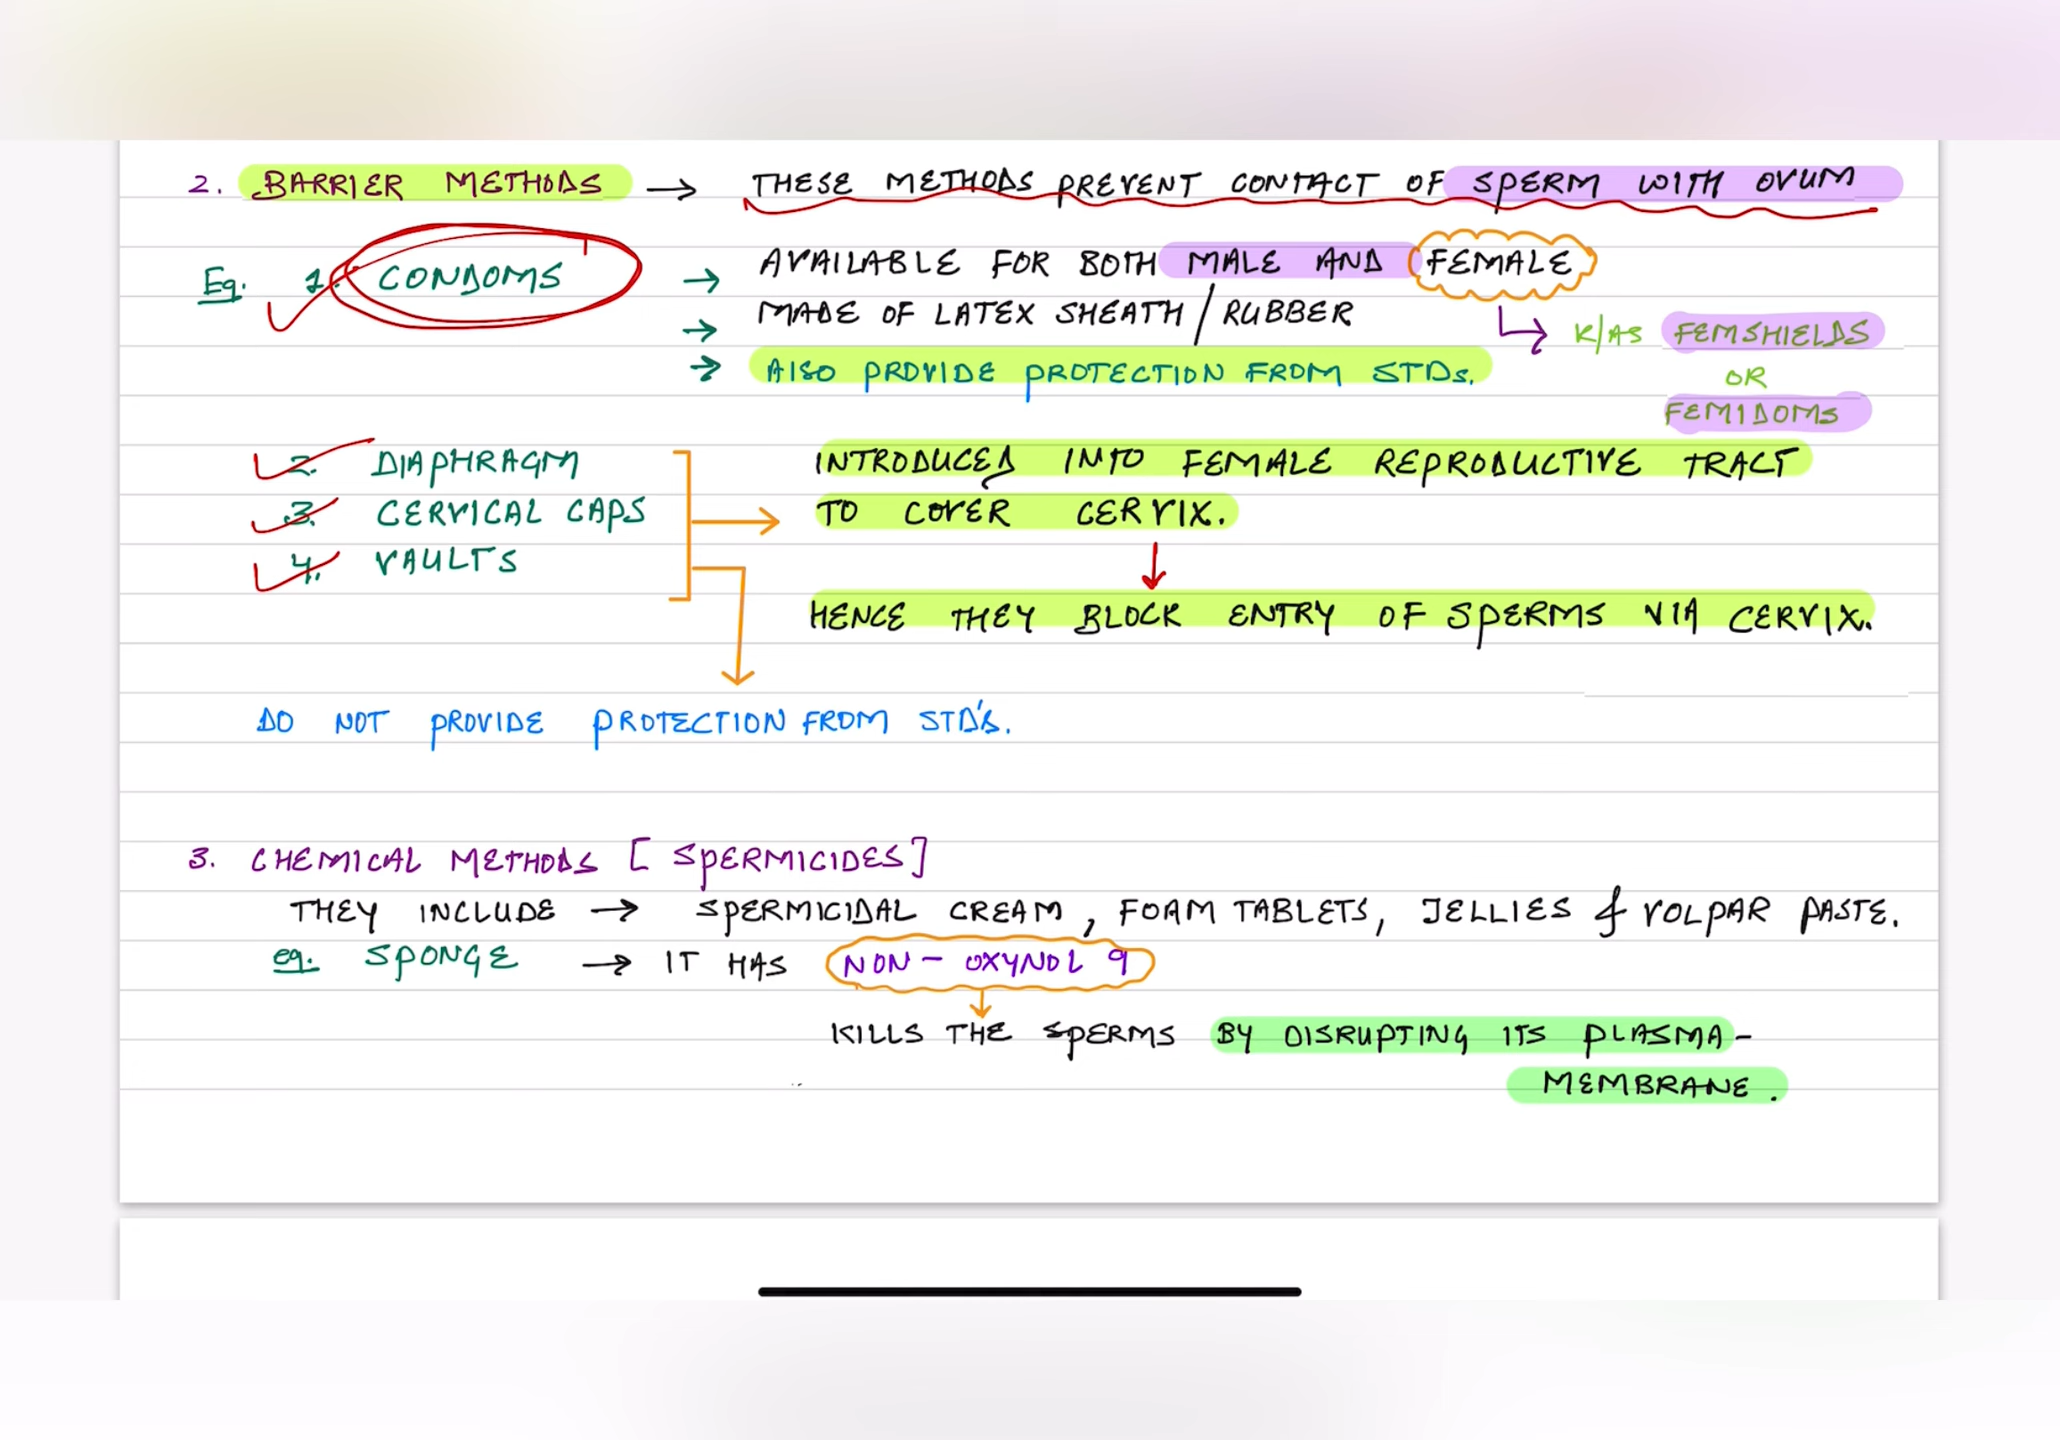 2. BARRIER METHODS → THESE METHODS PREVENT CONTACT OF SPERM WITH OVUM
Eg. 1. CONDOMS → AVAILABLE FOR BOTH MALE AND FEMALE
→ MADE OF LATEX SHEATH / RUBBER
K/AS FEMSHIELDS
→ ALSO PROVIDE PROTECTION FROM STDs.
OR
FEMIDOMS
2. DIAPHRAGM
3. CERVICAL CAPS
4. VAULTS
INTRODUCED INTO FEMALE REPRODUCTIVE TRACT
TO COVER CERVIX.
HENCE THEY BLOCK ENTRY OF SPERMS VIA CERVIX.
DO NOT PROVIDE PROTECTION FROM STD'S.
3. CHEMICAL METHODS [SPERMICIDES]
THEY INCLUDE → SPERMICIDAL CREAM, FOAM TABLETS, JELLIES & VOLPAR PASTE.
eg. SPONGE → IT HAS NON-OXYNOL 9
KILLS THE SPERMS BY DISRUPTING ITS PLASMA-
MEMBRANE.